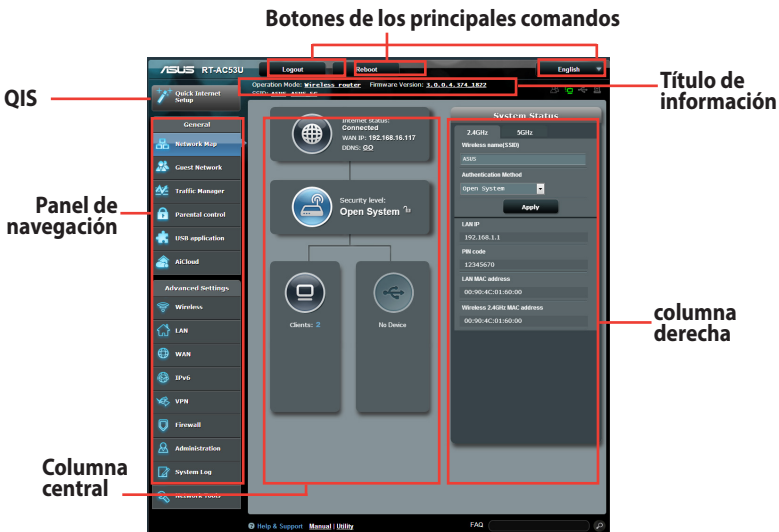 Botones de los principales comandos
QIS
Panel de
navegación
Columna
central
Título de
información
columna
derecha
ASUS RT-AC53U
Logout
Reboot
English
Quick Internet
Setup
Operation Mode: Wireless router Firmware Version: 3.0.0.4.374_1822
SSID: ASUS ASUS_5G
General
Network Map
Guest Network
Traffic Manager
Parental control
USB application
AiCloud
Advanced Settings
Wireless
LAN
WAN
IPv6
VPN
Firewall
Administration
System Log
Network Tools
Internet status:
Connected
WAN IP: 192.168.16.117
DDNS: GO
Security level:
Open System
Clients: 2
No Device
System Status
2.4GHz 5GHz
Wireless name(SSID)
ASUS
Authentication Method
Open System
Apply
LAN IP
192.168.1.1
PIN code
12345670
LAN MAC address
00:90:4C:01:60:00
Wireless 2.4GHz MAC address
00:90:4C:01:60:00
Help & Support Manual | Utility
FAQ